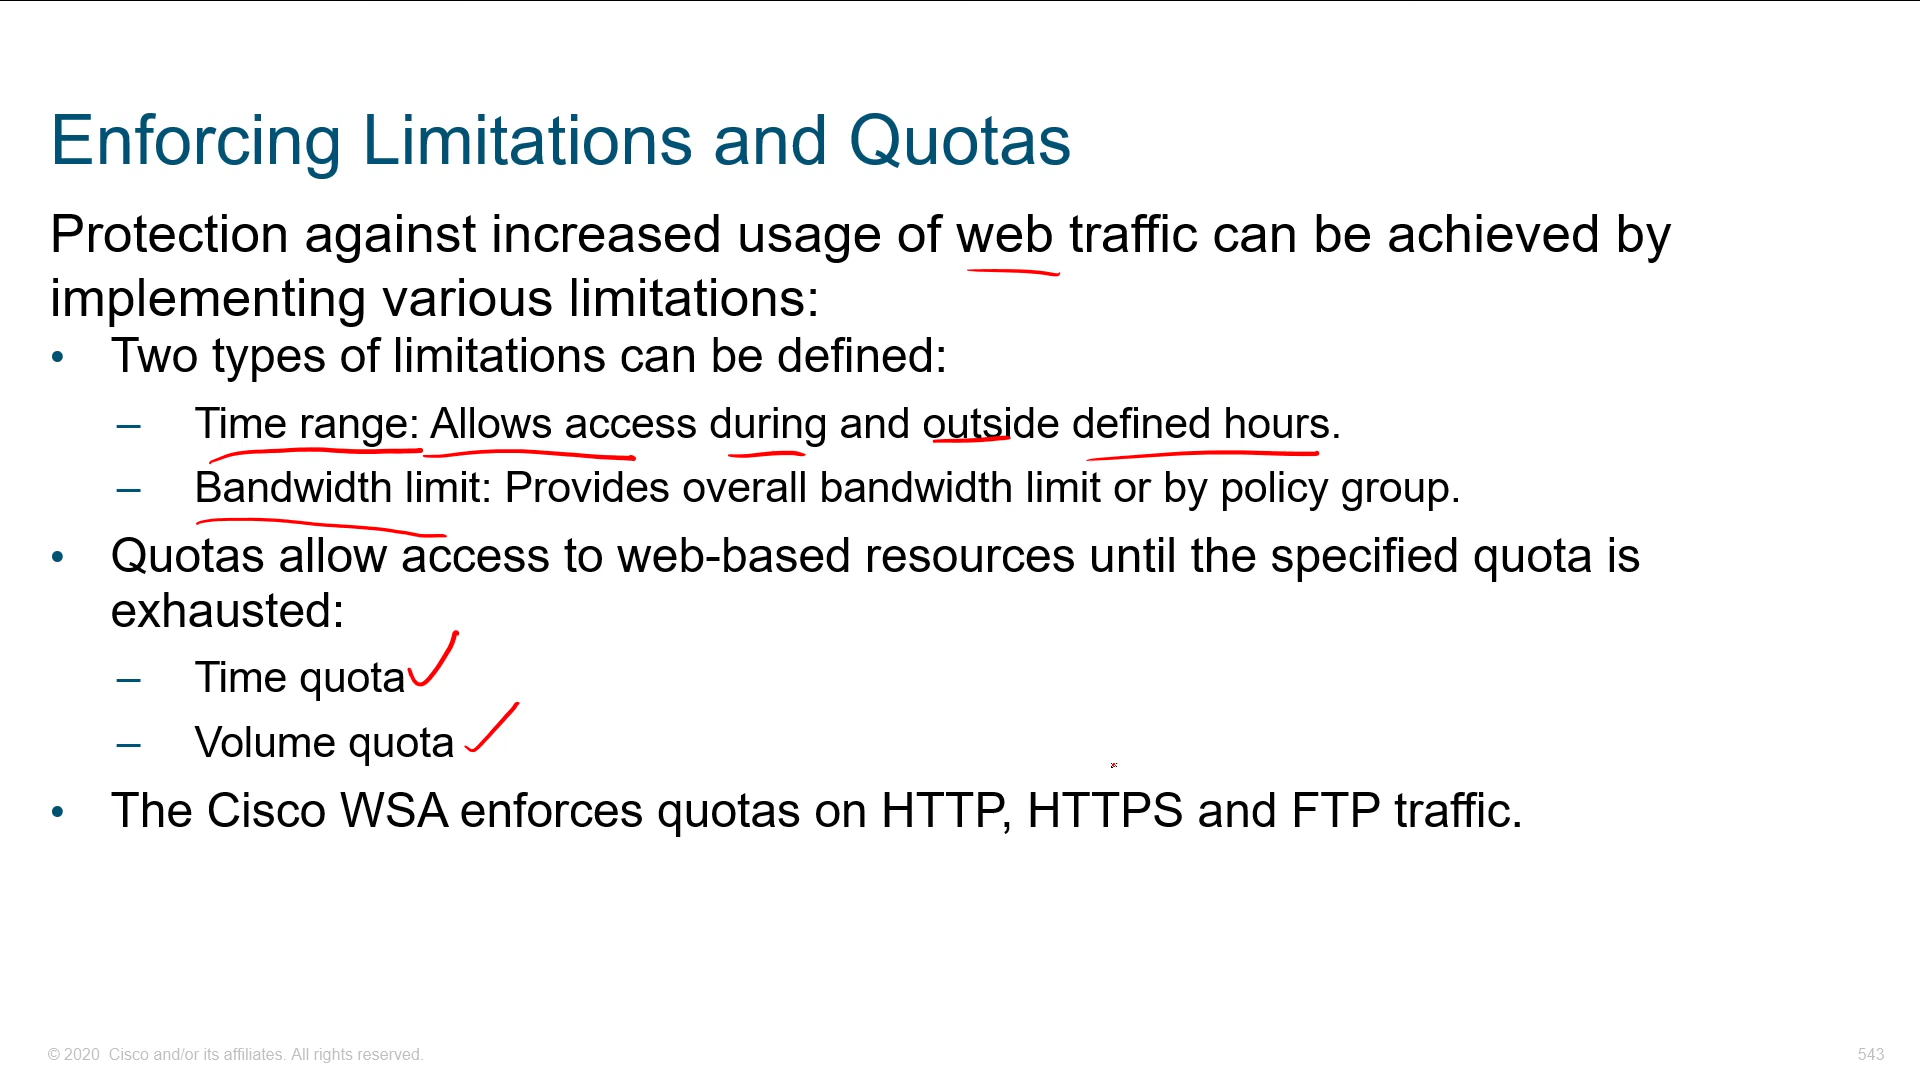 Enforcing Limitations and Quotas
Protection against increased usage of web traffic can be achieved by
implementing various limitations:
• Two types of limitations can be defined:
– Time range: Allows access during and outside defined hours.
– Bandwidth limit: Provides overall bandwidth limit or by policy group.
• Quotas allow access to web-based resources until the specified quota is
exhausted:
– Time quota
– Volume quota
• The Cisco WSA enforces quotas on HTTP, HTTPS and FTP traffic.
© 2020 Cisco and/or its affiliates. All rights reserved.
543